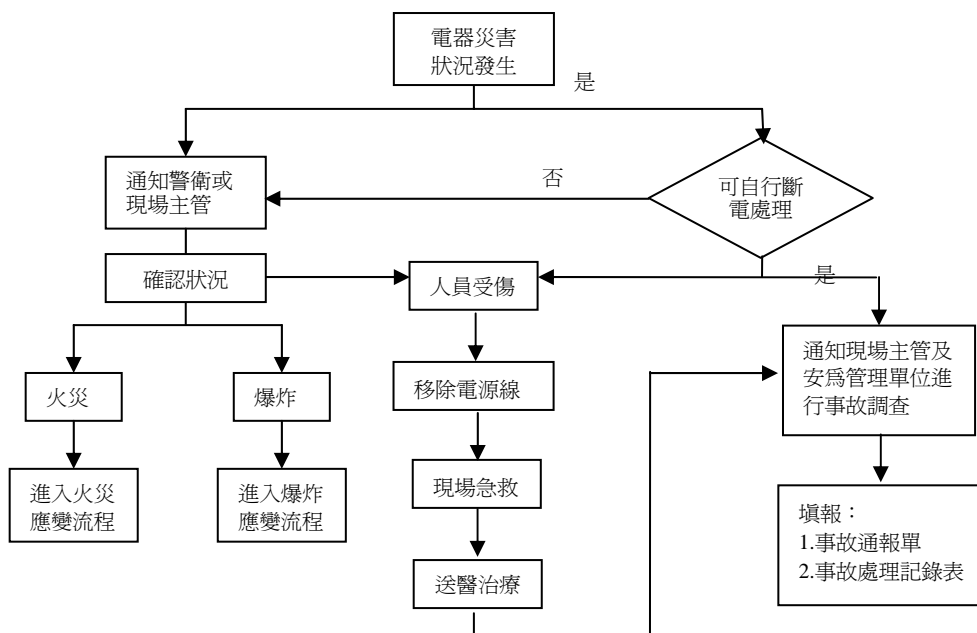 電器災害
狀況發生
是
通知警衛或
現場主管
否
可自行斷
電處理
確認狀況
人員受傷
是
火災
爆炸
移除電源線
通知現場主管及
安為管理單位進
行事故調查
進入火災
應變流程
進入爆炸
應變流程
現場急救
填報：
1.事故通報單
2.事故處理記錄表
送醫治療